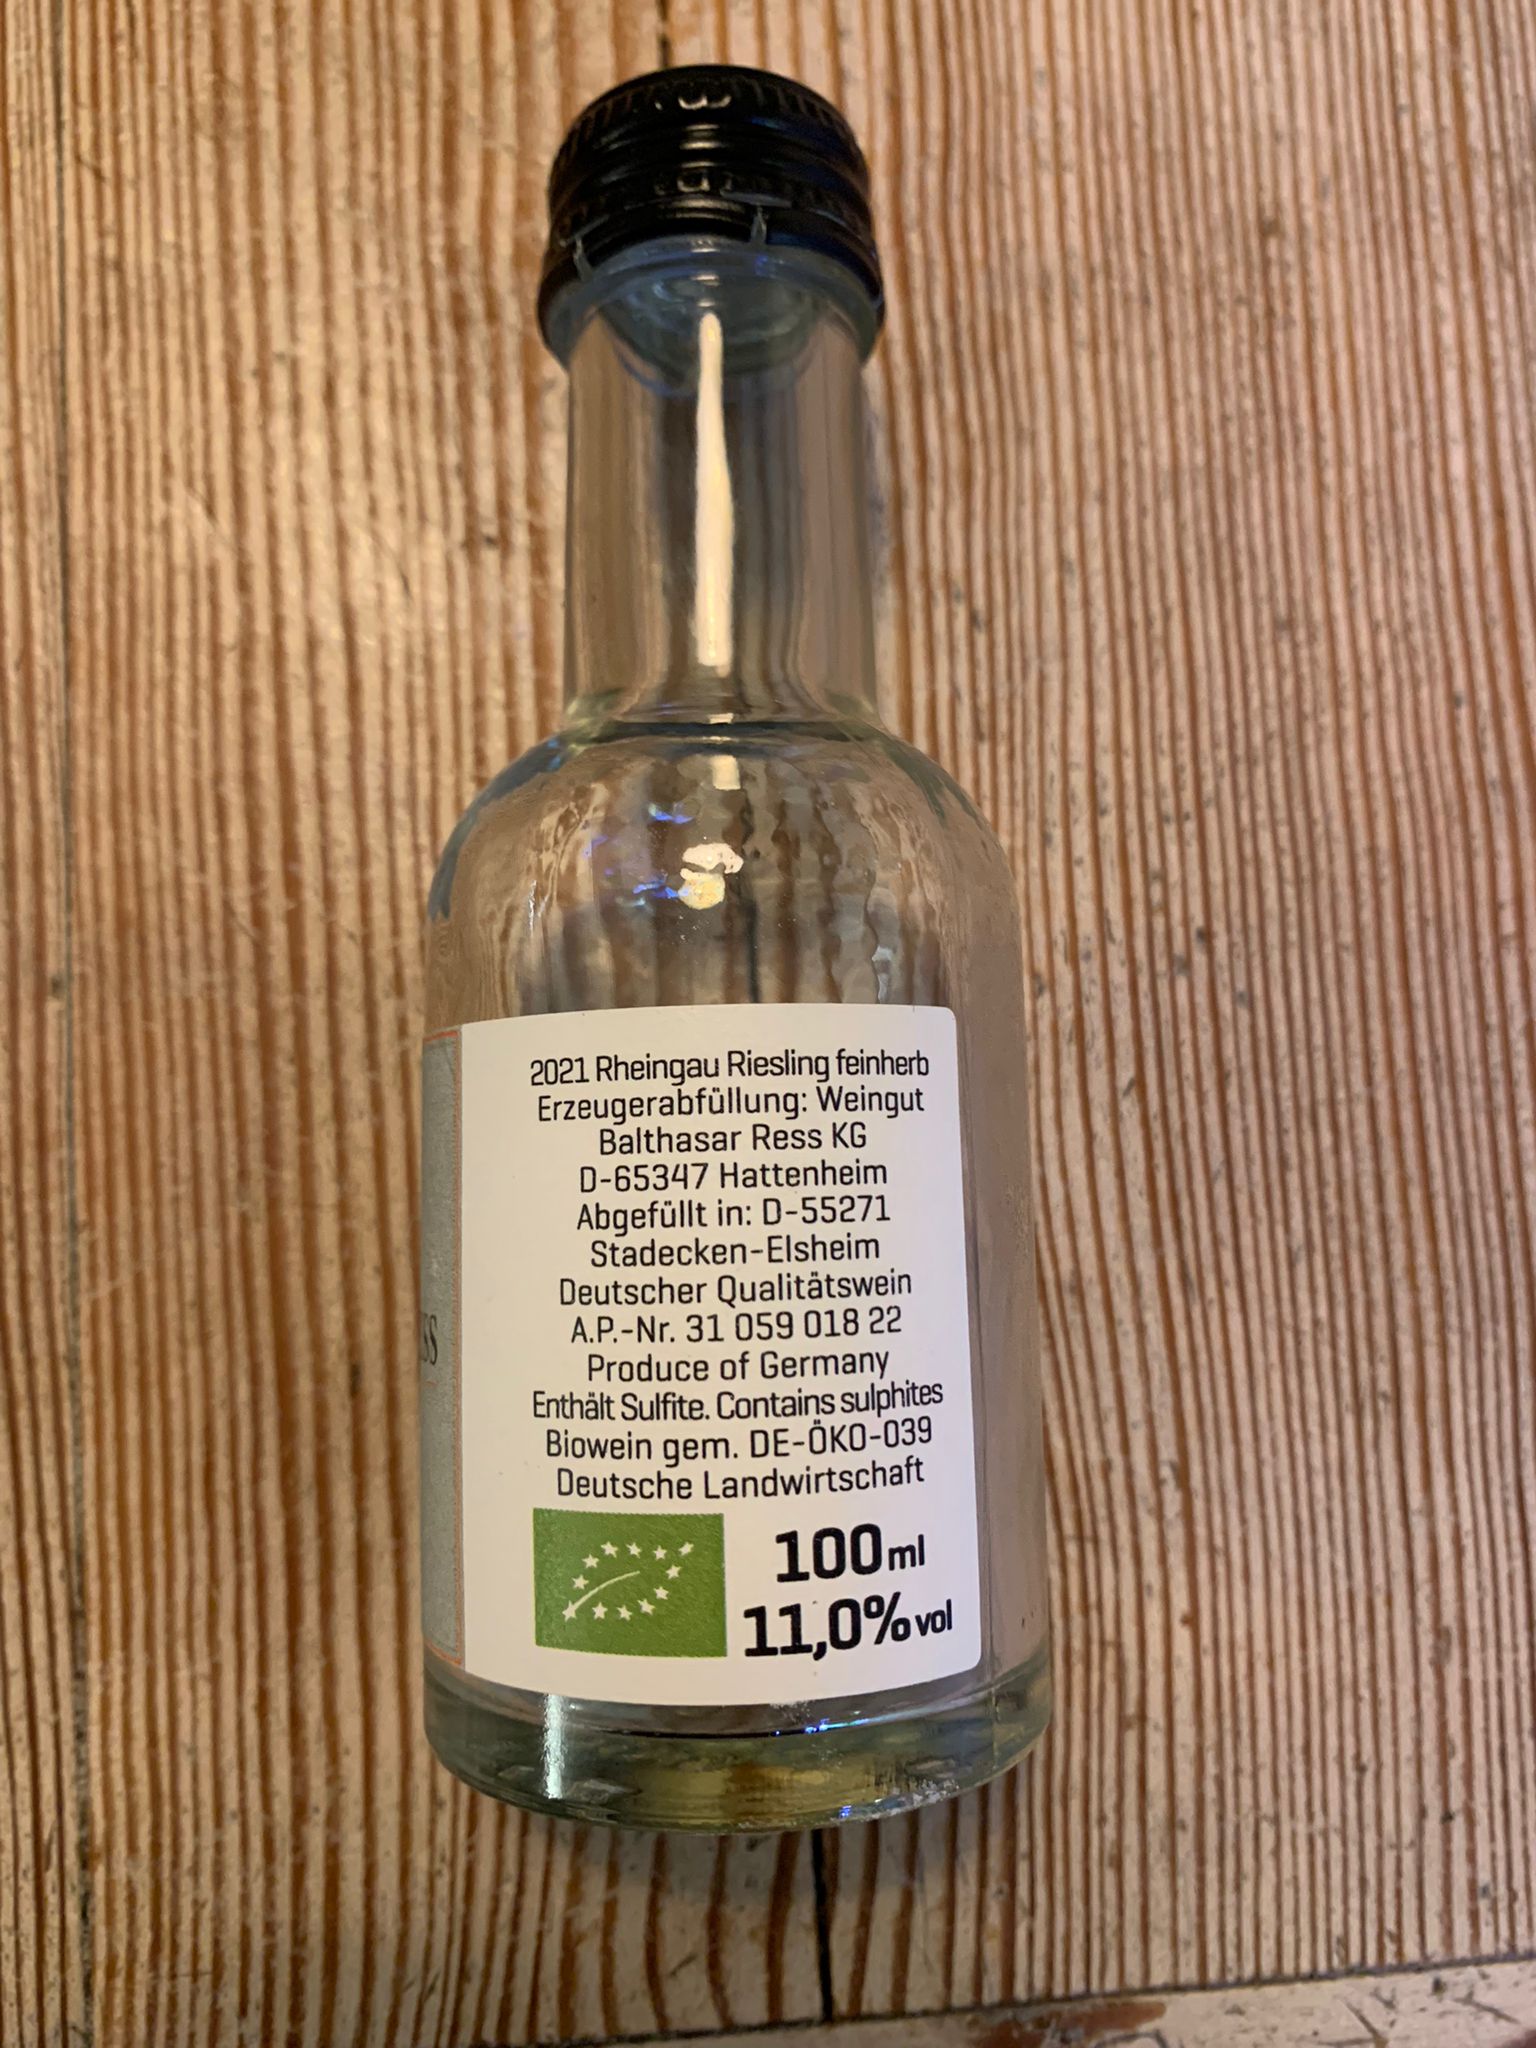 2021 Rheingau Riesling feinherb
Erzeugerabfüllung: Weingut
Balthasar Ress KG
D-65347 Hattenheim
Abgefüllt in: D-55271
Stadecken-Elsheim
Deutscher Qualitätswein
A.P.-Nr. 31 059 018 22
Produce of Germany
Enthält Sulfite. Contains sulphites
Biowein gem. DE-ÖKO-039
Deutsche Landwirtschaft
100 ml
11,0% vol